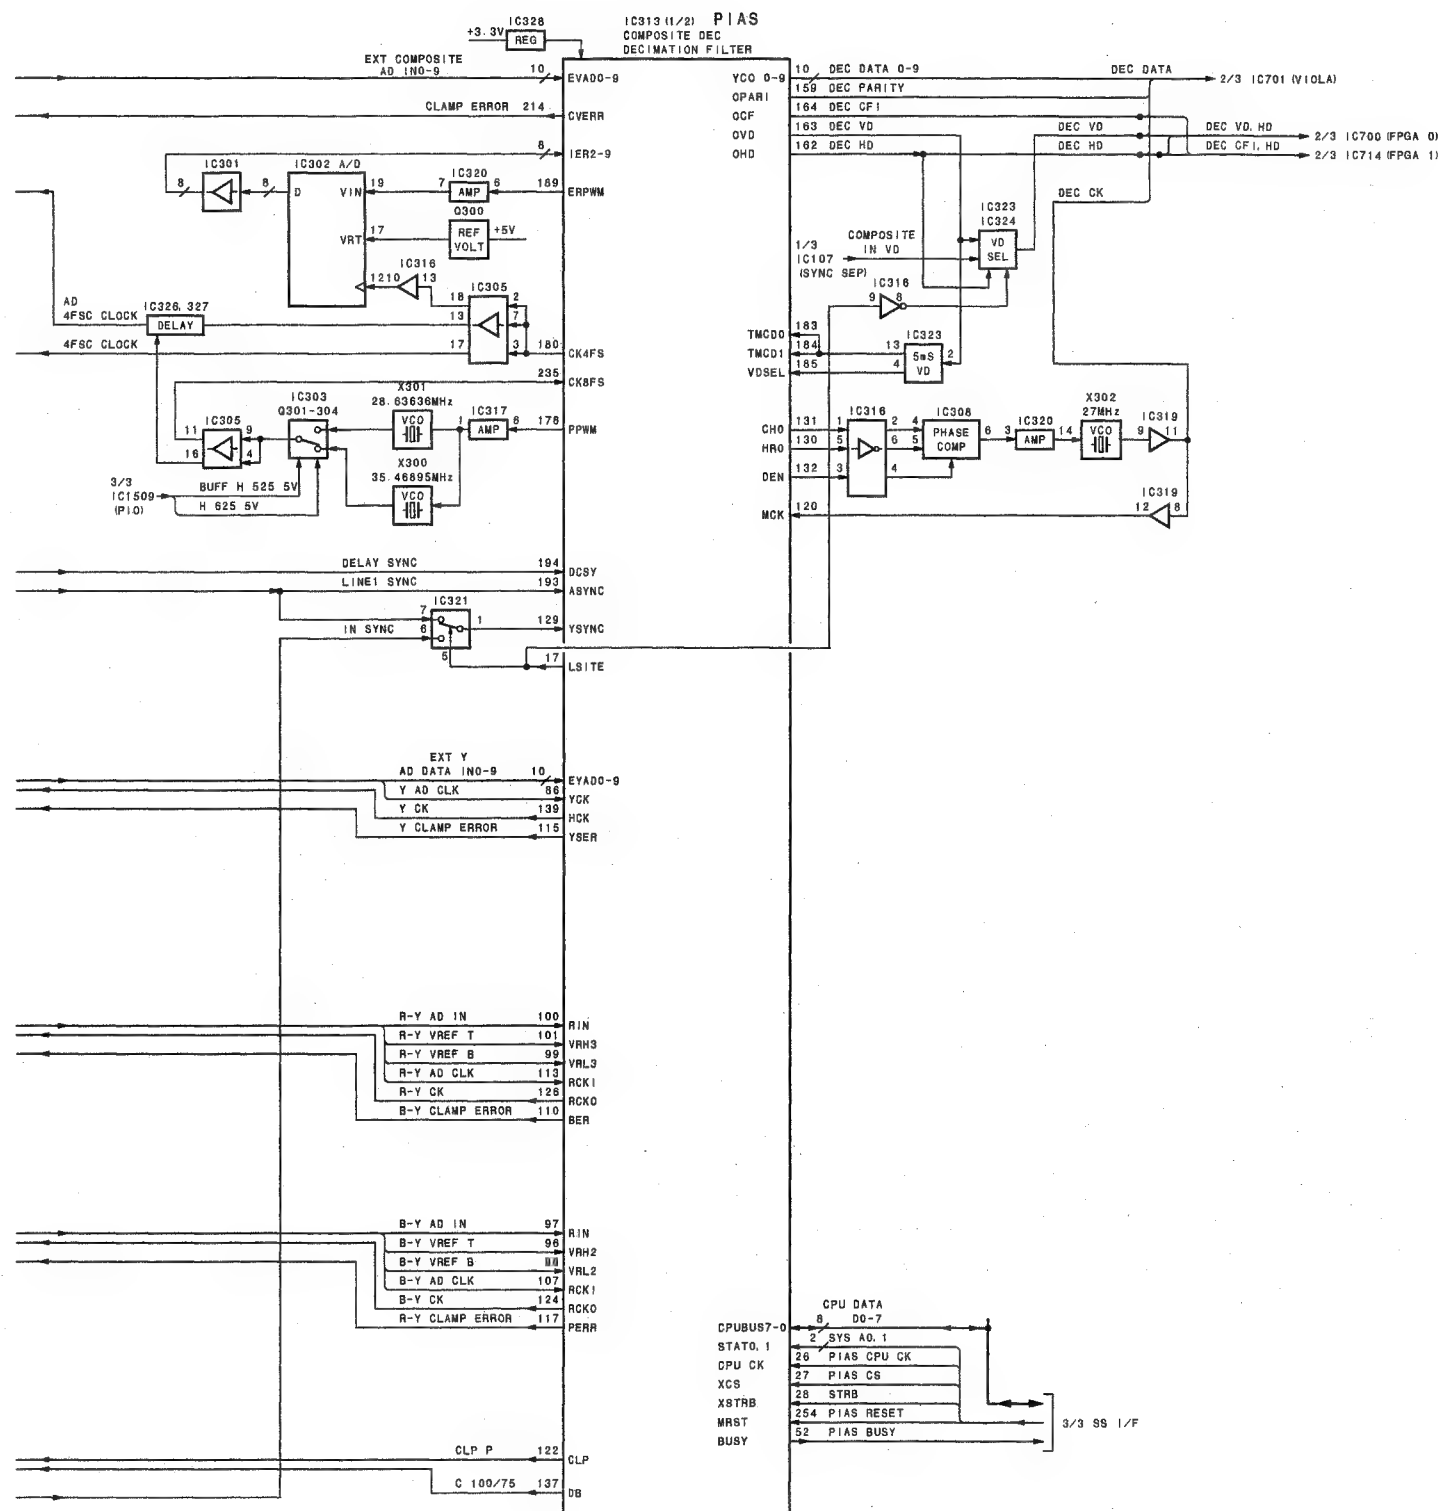 IC328
+3.3V
REG
IC313 (1/2) PIAS
COMPOSITE DEC
DECIMATION FILTER
EXT COMPOSITE
AD IN0-9
10
EVAD0-9
CLAMP ERROR 214
CVERR
8
IER2-9
IC301
8
8
IC302 A/D
D
VIN
19
IC320
7 AMP 6
189
ERPWM
Q300
REF
VOLT
+5V
VRT
17
IC316
12 10
13
IC305
18
2
13
7
17
3
AD
4FSC CLOCK
IC326, 327
DELAY
4FSC CLOCK
180
CK4FS
235
CK8FS
IC303
Q301-304
X301
28.63636MHz
VCO
IC317
1 AMP 6
176
PPWM
IC305
11
9
16
4
X300
35.46895MHz
VCO
3/3
IC1509
(PIO)
BUFF H 525 5V
H 625 5V
DELAY SYNC
194
DCSY
LINE1 SYNC
193
ASYNC
IC321
7
6
1
5
IN SYNC
129
YSYNC
17
LSITE
EXT Y
AD DATA IN0-9
10
EYAD0-9
Y AD CLK
86
YCK
Y CK
139
HCK
Y CLAMP ERROR
115
YSER
R-Y AD IN
100
RIN
R-Y VREF T
101
VRH3
R-Y VREF B
99
VRL3
R-Y AD CLK
113
RCKI
R-Y CK
126
RCKO
B-Y CLAMP ERROR
110
BER
B-Y AD IN
97
RIN
B-Y VREF T
96
VRH2
B-Y VREF B
VRL2
B-Y AD CLK
107
RCKI
B-Y CK
124
RCKO
R-Y CLAMP ERROR
117
PERR
CLP P
122
CLP
C 100/75
137
DB
YCO 0-9
10
DEC DATA 0-9
DEC DATA
2/3 IC701 (VIOLA)
OPARI
159 DEC PARITY
OCF
164 DEC CFI
OVD
163 DEC VD
DEC VD
DEC VD, HD
2/3 IC700 (FPGA 0)
OHD
162 DEC HD
DEC HD
DEC CFI, HD
2/3 IC714 (FPGA 1)
DEC CK
IC323
IC324
VD
SEL
1/3
IC107
(SYNC SEP)
COMPOSITE
IN VD
IC316
9
8
TMCD0
183
TMCD1
184
VDSEL
185
IC323
13
4
5mS
VD
2
CHO
131
HRO
130
DEN
132
IC316
1
5
3
2
6
4
IC308
4
5
PHASE
COMP
6
IC320
3 AMP 14
X302
27MHz
VCO
IC319
9
11
MCK
120
IC319
12
8
CPU DATA
D0-7
CPUBUS7-0
8
STAT0, 1
2 SYS A0, 1
CPU CK
26 PIAS CPU CK
XCS
27 PIAS CS
XSTRB
28 STRB
MRST
254 PIAS RESET
BUSY
52 PIAS BUSY
3/3 SS I/F